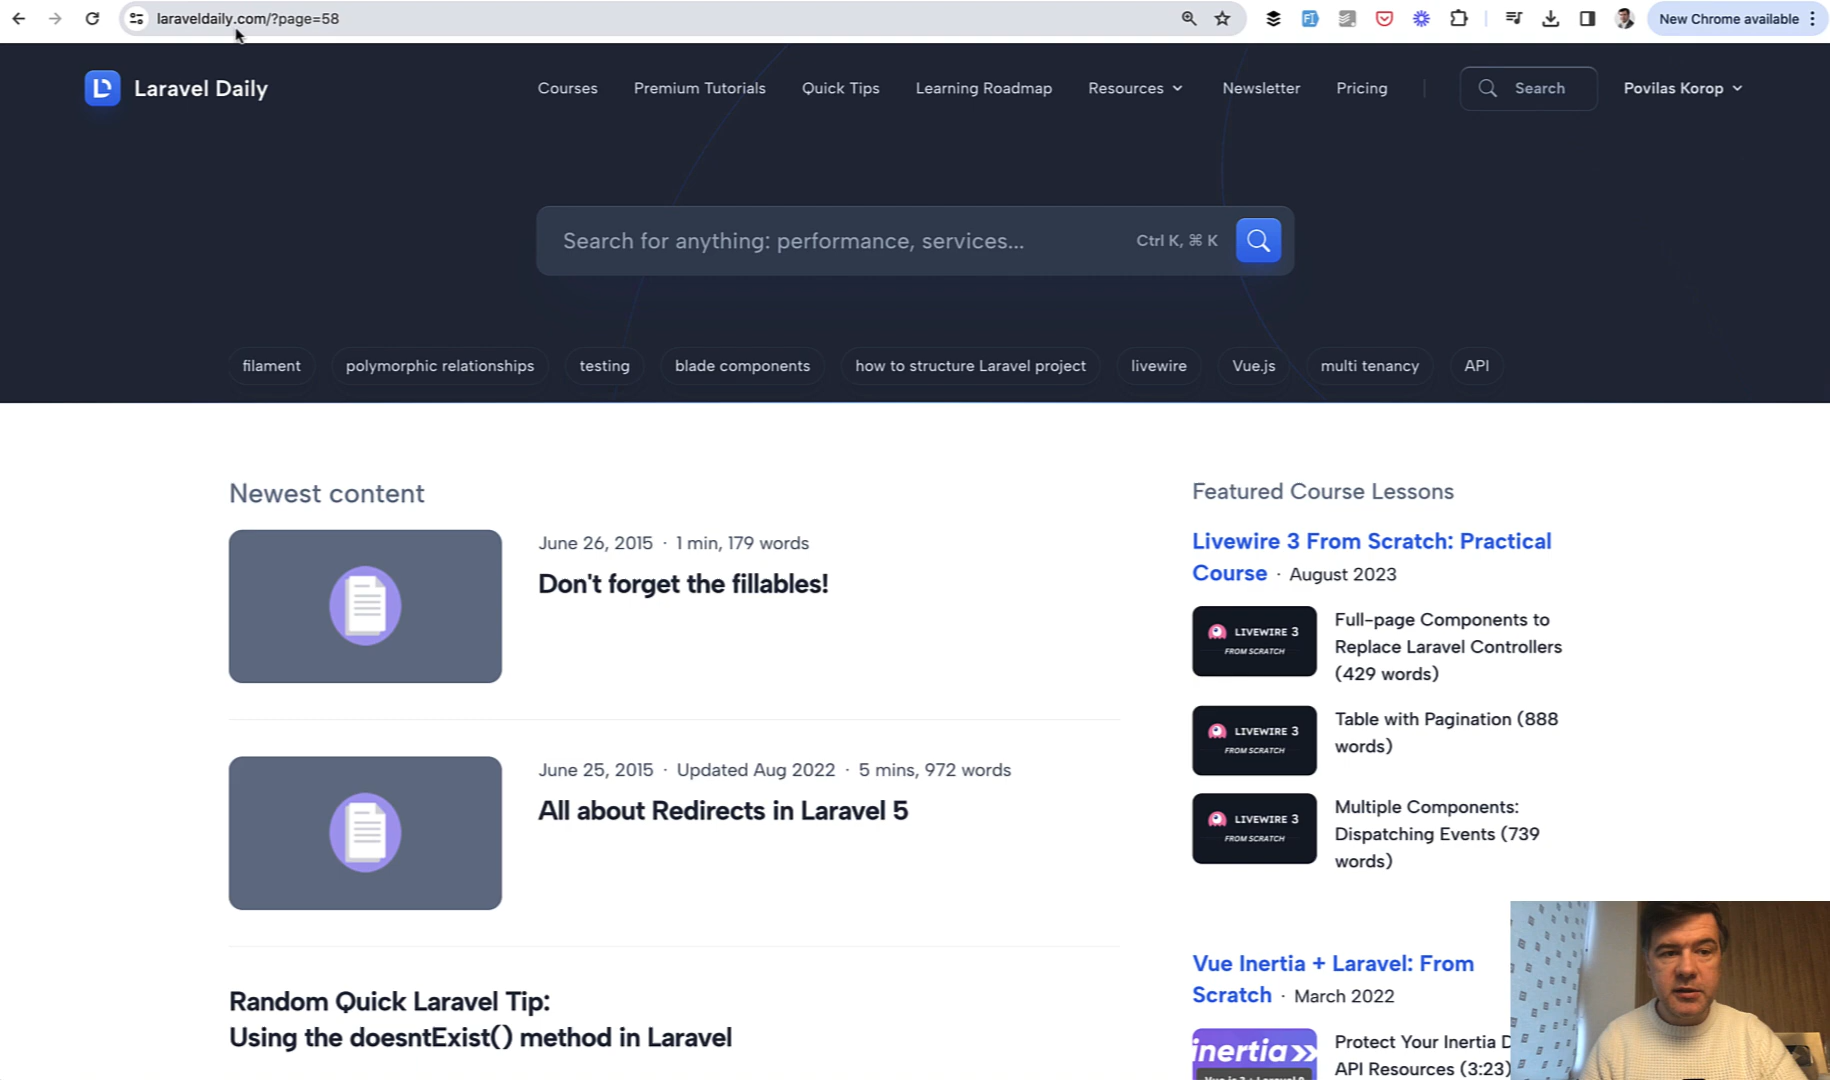 laraveldaily.com/?page=58
New Chrome available
Laravel Daily
Courses
Premium Tutorials
Quick Tips
Learning Roadmap
Resources
Newsletter
Pricing
Search
Povilas Korop
Search for anything: performance, services...
Ctrl K, ⌘ K
filament
polymorphic relationships
testing
blade components
how to structure Laravel project
livewire
Vue.js
multi tenancy
API
Newest content
June 26, 2015 · 1 min, 179 words
Don't forget the fillables!
June 25, 2015 · Updated Aug 2022 · 5 mins, 972 words
All about Redirects in Laravel 5
Random Quick Laravel Tip:
Using the doesntExist() method in Laravel
Featured Course Lessons
Livewire 3 From Scratch: Practical
Course · August 2023
LIVEWIRE 3
FROM SCRATCH
Full-page Components to
Replace Laravel Controllers
(429 words)
LIVEWIRE 3
FROM SCRATCH
Table with Pagination (888
words)
LIVEWIRE 3
FROM SCRATCH
Multiple Components:
Dispatching Events (739
words)
Vue Inertia + Laravel: From
Scratch · March 2022
inertia
Protect Your Inertia D
API Resources (3:23)